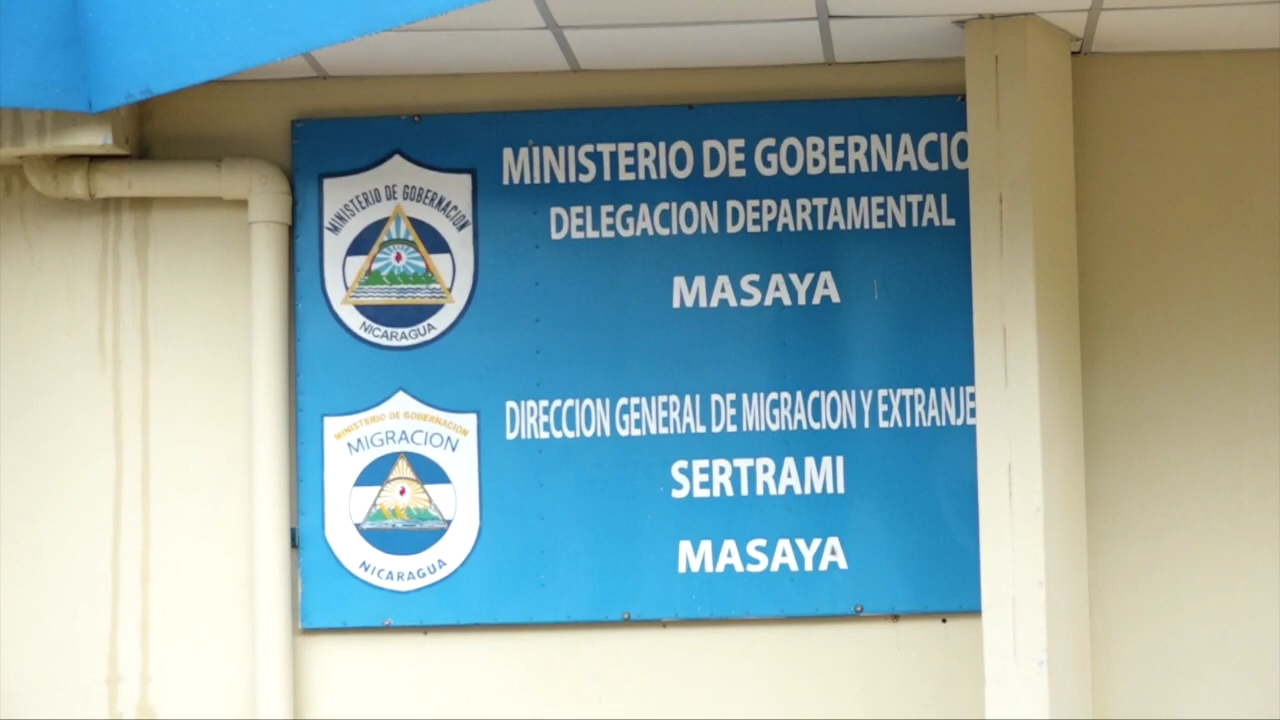 MINISTERIO DE GOBERNACIO
DELEGACION DEPARTAMENTAL
MASAYA
MINISTERIO DE GOBERNACION
NICARAGUA
DIRECCION GENERAL DE MIGRACION Y EXTRANJE
SERTRAMI
MASAYA
MINISTERIO DE GOBERNACION
MIGRACION
NICARAGUA